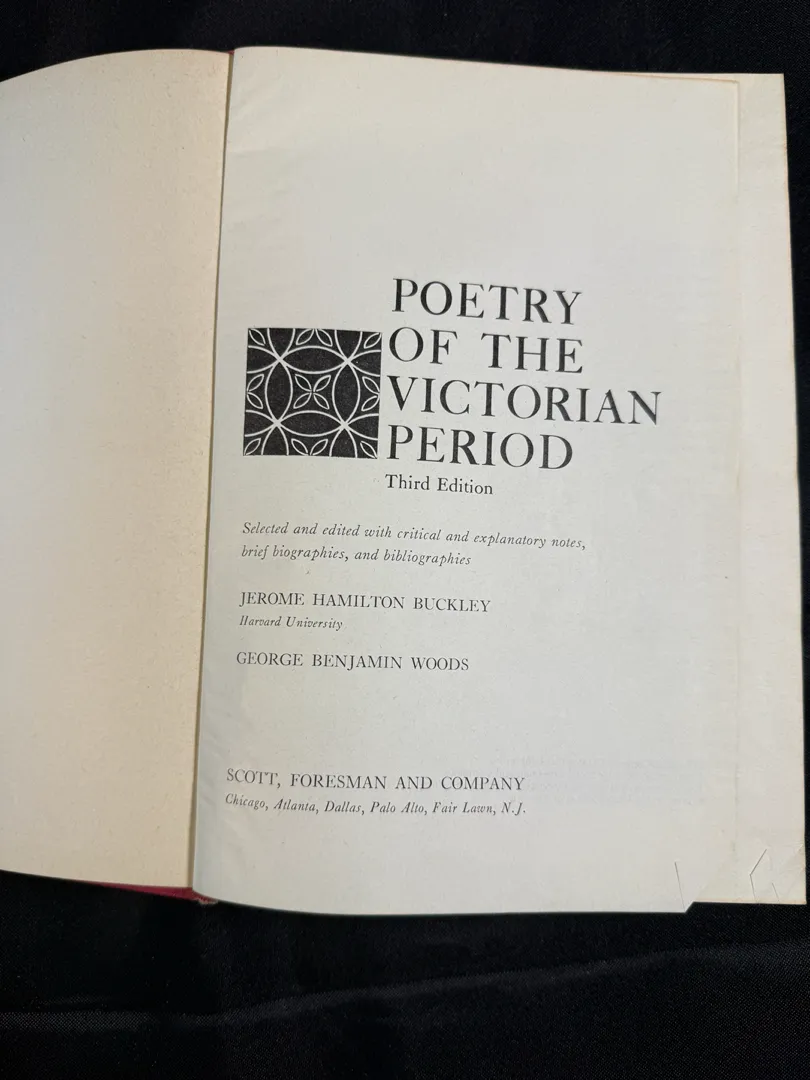 POETRY
OF THE
VICTORIAN
PERIOD
Third Edition
Selected and edited with critical and explanatory notes,
brief biographies, and bibliographies
JEROME HAMILTON BUCKLEY
Harvard University
GEORGE BENJAMIN WOODS
SCOTT, FORESMAN AND COMPANY
Chicago, Atlanta, Dallas, Palo Alto, Fair Lawn, N.J.